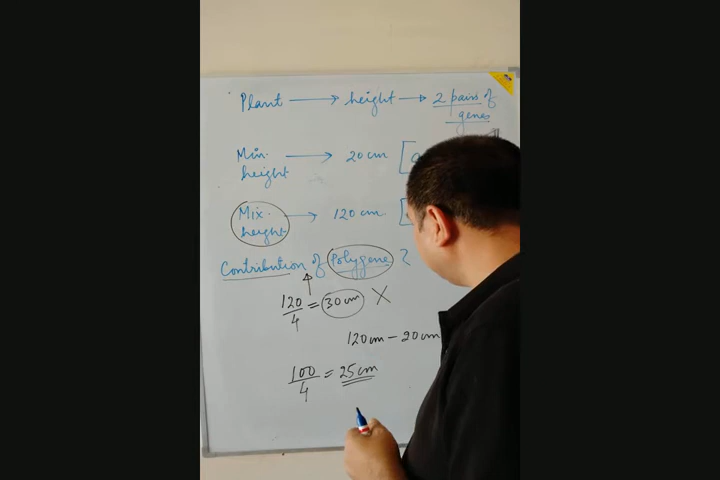 Plant → height → 2 pairs of
genes
Min. → 20 cm [
height
Mix. → 120 cm [
height
Contribution of Polygene ?
120/4 = 30 cm X
120 cm – 20 cm
100/4 = 25 cm